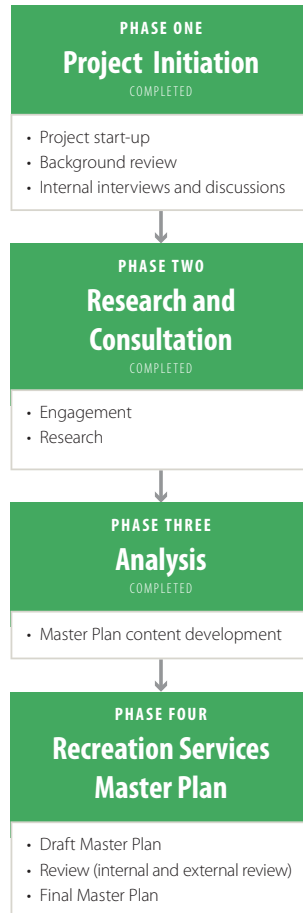 PHASE ONE
Project Initiation
COMPLETED
• Project start-up
• Background review
• Internal interviews and discussions
PHASE TWO
Research and
Consultation
COMPLETED
• Engagement
• Research
PHASE THREE
Analysis
COMPLETED
• Master Plan content development
PHASE FOUR
Recreation Services
Master Plan
• Draft Master Plan
• Review (internal and external review)
• Final Master Plan